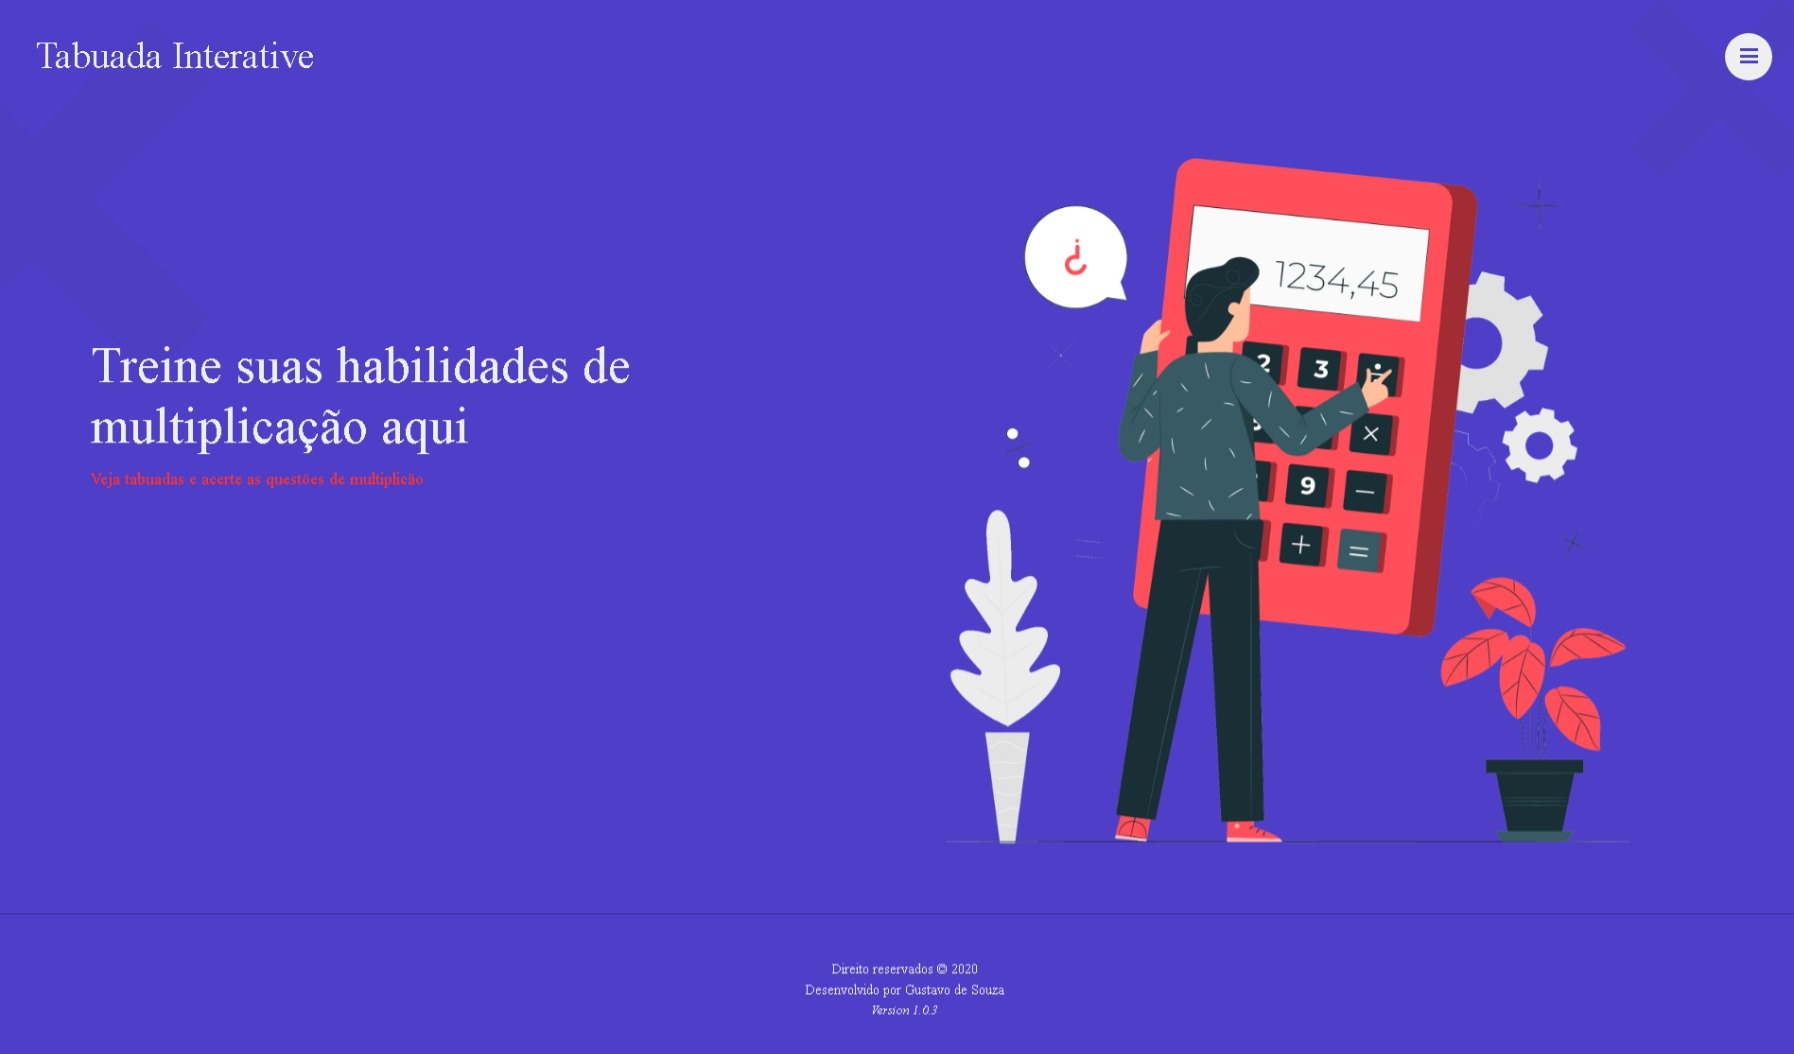 Tabuada Interative
Treine suas habilidades de
multiplicação aqui
Veja tabuadas e acerte as questões de multiplicão
¿
1234,45
2 3 ÷
×
9 −
+ =
Direito reservados © 2020
Desenvolvido por Gustavo de Souza
Version 1.0.3